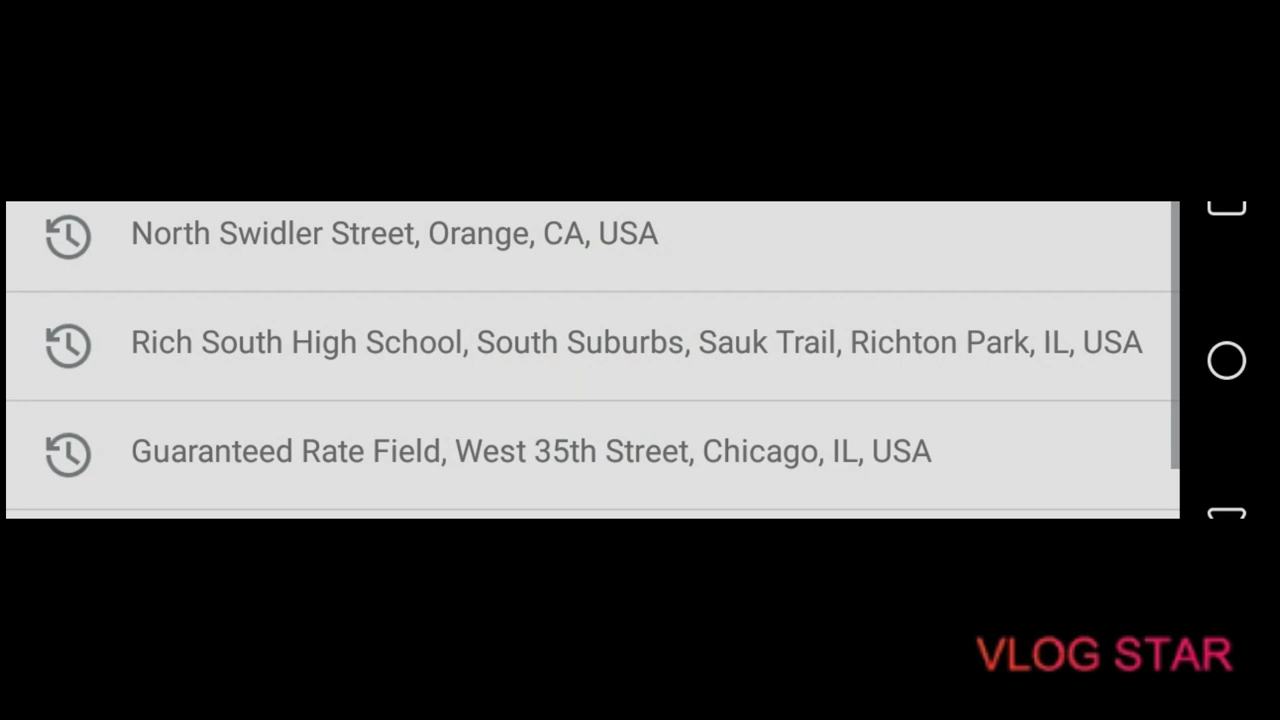 North Swidler Street, Orange, CA, USA
Rich South High School, South Suburbs, Sauk Trail, Richton Park, IL, USA
Guaranteed Rate Field, West 35th Street, Chicago, IL, USA
VLOG STAR